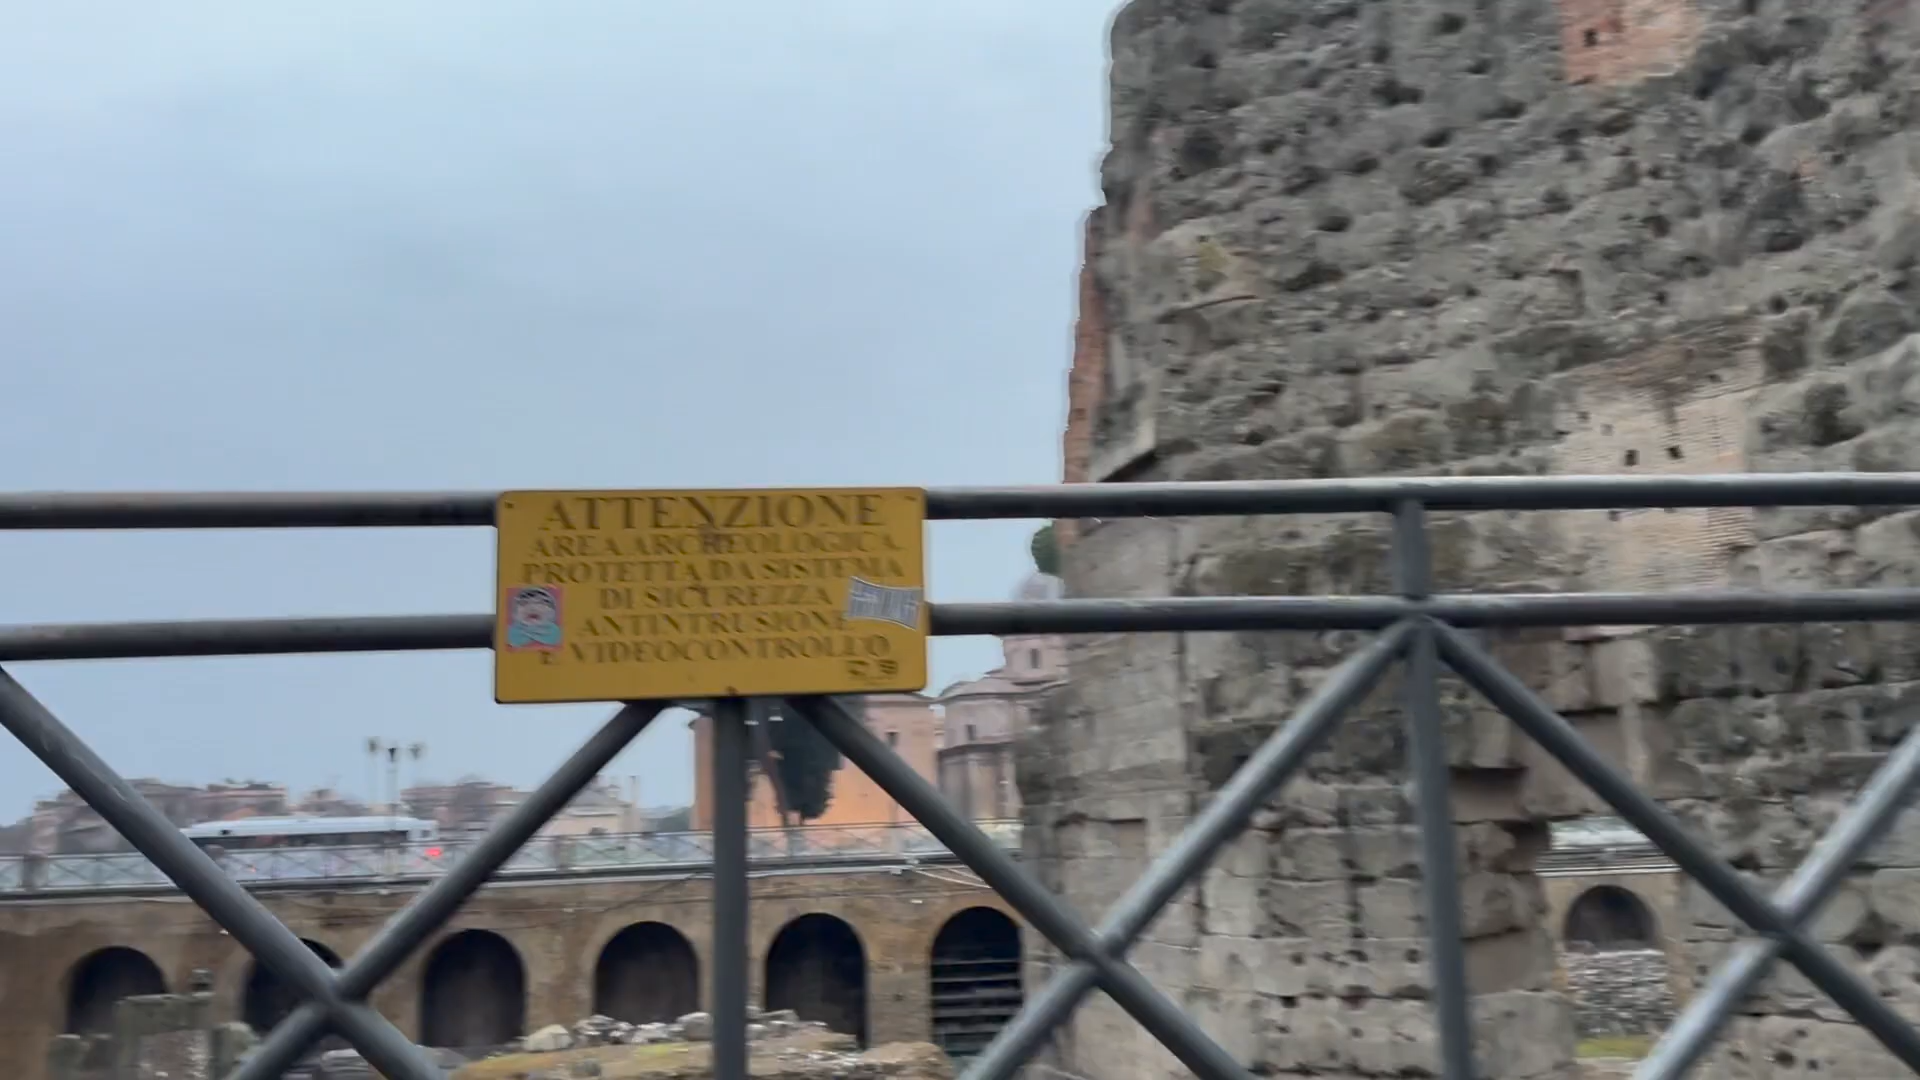 ATTENZIONE
AREA ARCHEOLOGICA
PROTETTA DA SISTEMA
DI SICUREZZA
ANTINTRUSIONE
E VIDEOCONTROLLO